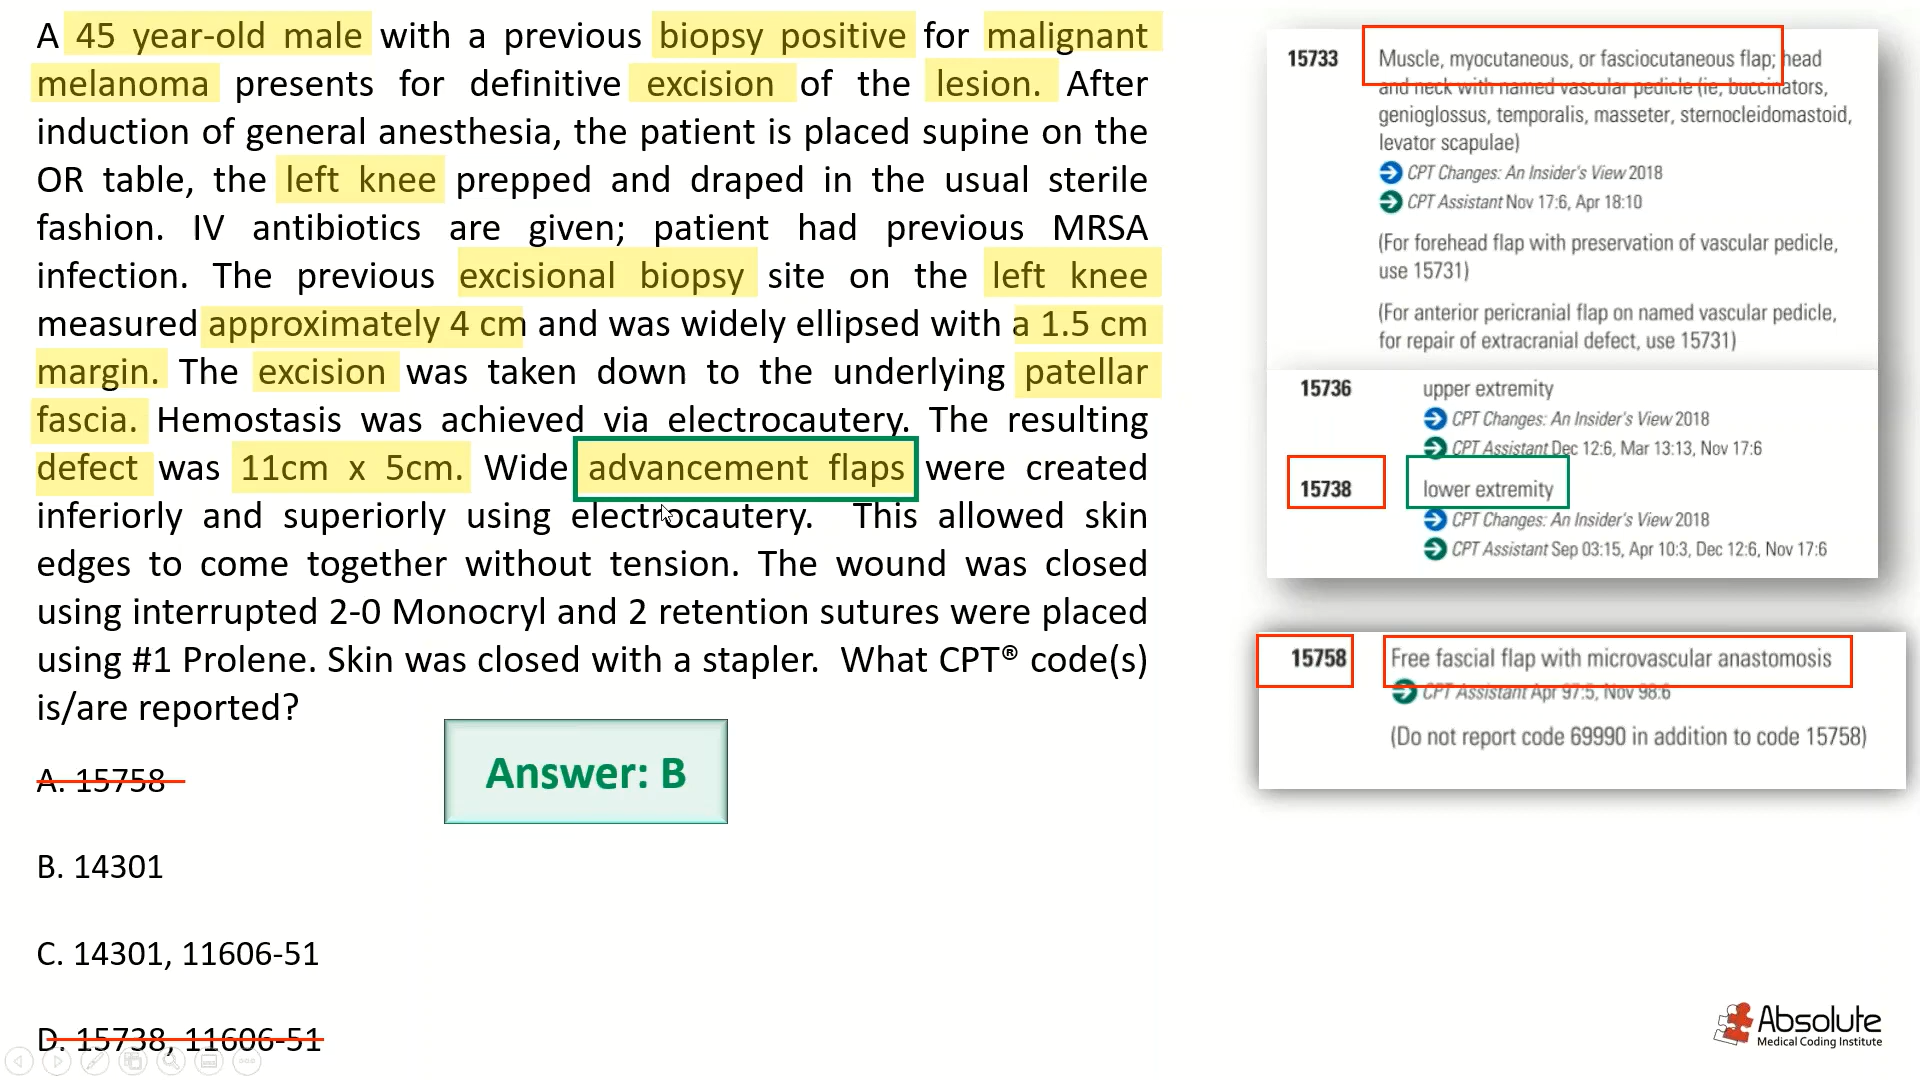 A 45 year-old male with a previous biopsy positive for malignant
melanoma presents for definitive excision of the lesion. After
induction of general anesthesia, the patient is placed supine on the
OR table, the left knee prepped and draped in the usual sterile
fashion. IV antibiotics are given; patient had previous MRSA
infection. The previous excisional biopsy site on the left knee
measured approximately 4 cm and was widely ellipsed with a 1.5 cm
margin. The excision was taken down to the underlying patellar
fascia. Hemostasis was achieved via electrocautery. The resulting
defect was 11cm x 5cm. Wide advancement flaps were created
inferiorly and superiorly using electrocautery. This allowed skin
edges to come together without tension. The wound was closed
using interrupted 2-0 Monocryl and 2 retention sutures were placed
using #1 Prolene. Skin was closed with a stapler. What CPT® code(s)
is/are reported?
Answer: B
A. 15758
B. 14301
C. 14301, 11606-51
D. 15738, 11606-51
15733 Muscle, myocutaneous, or fasciocutaneous flap; head
and neck with named vascular pedicle (ie, buccinators,
genioglossus, temporalis, masseter, sternocleidomastoid,
levator scapulae)
CPT Changes: An Insider's View 2018
CPT Assistant Nov 17:6, Apr 18:10
(For forehead flap with preservation of vascular pedicle,
use 15731)
(For anterior pericranial flap on named vascular pedicle,
for repair of extracranial defect, use 15731)
15736 upper extremity
CPT Changes: An Insider's View 2018
CPT Assistant Dec 12:6, Mar 13:13, Nov 17:6
15738 lower extremity
CPT Changes: An Insider's View 2018
CPT Assistant Sep 03:15, Apr 10:3, Dec 12:6, Nov 17:6
15758 Free fascial flap with microvascular anastomosis
CPT Assistant Apr 97:5, Nov 98:6
(Do not report code 69990 in addition to code 15758)
Absolute
Medical Coding Institute